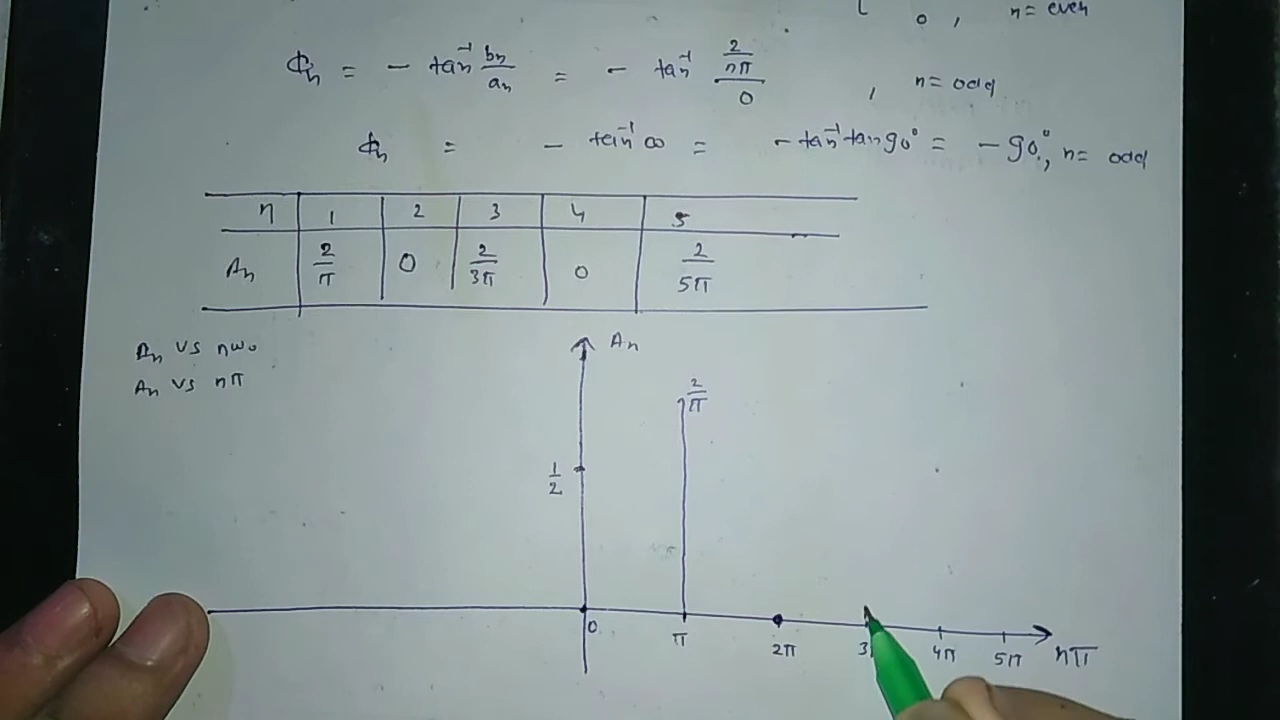 0, n = even
Φn = - tan⁻¹ bn/an = - tan⁻¹ (2/nπ)/0 , n = odd
Φn = - tan⁻¹ ∞ = - tan⁻¹ tan 90° = - 90°, n = odd
n 1 2 3 4 5
An 2/π 0 2/3π 0 2/5π
An vs nω₀
An vs nπ
An
2/π
1/2
0 π 2π 4π 5π nπ